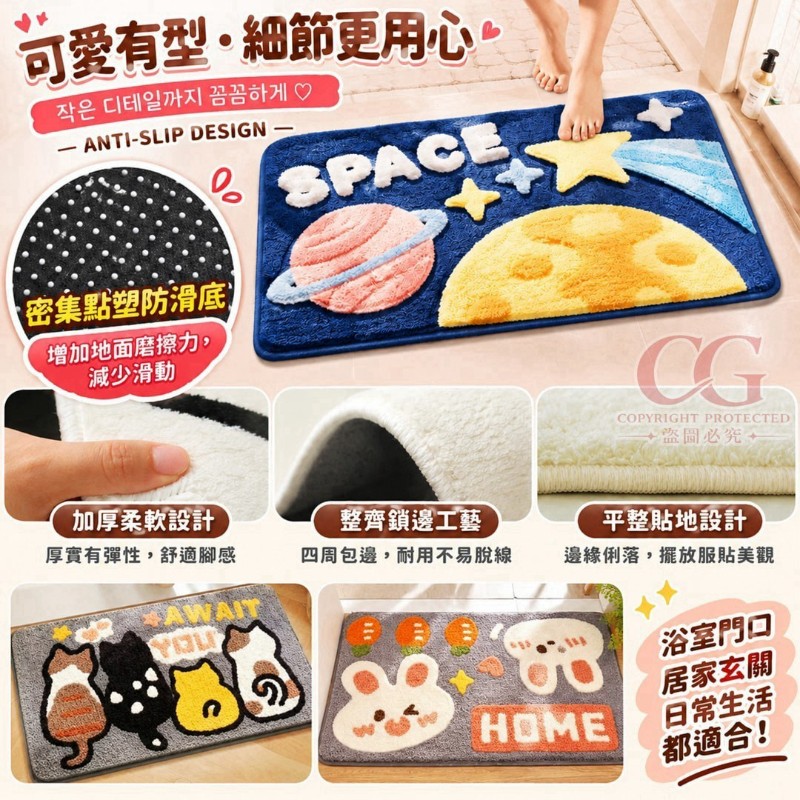 可愛有型·細節更用心
작은 디테일까지 꼼꼼하게 ♡
— ANTI-SLIP DESIGN —
SPACE
密集點塑防滑底
增加地面磨擦力，
減少滑動
CG
COPYRIGHT PROTECTED
盜圖必究
加厚柔軟設計
厚實有彈性，舒適腳感
整齊鎖邊工藝
四周包邊，耐用不易脫線
平整貼地設計
邊緣俐落，擺放服貼美觀
AWAIT
YOU
HOME
浴室門口
居家玄關
日常生活
都適合！